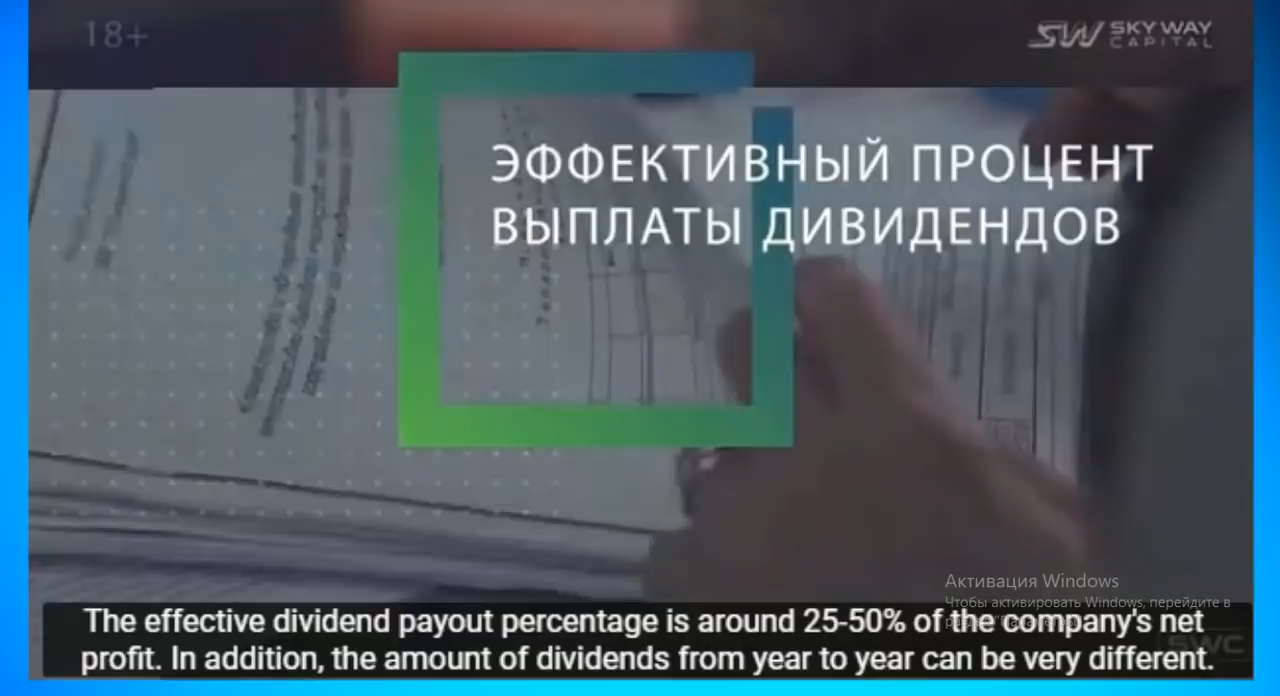 18+
SW SKY WAY
CAPITAL
ЭФФЕКТИВНЫЙ ПРОЦЕНТ
ВЫПЛАТЫ ДИВИДЕНДОВ
Активация Windows
Чтобы активировать Windows, перейдите в
The effective dividend payout percentage is around 25-50% of the company's net
profit. In addition, the amount of dividends from year to year can be very different.
SWC